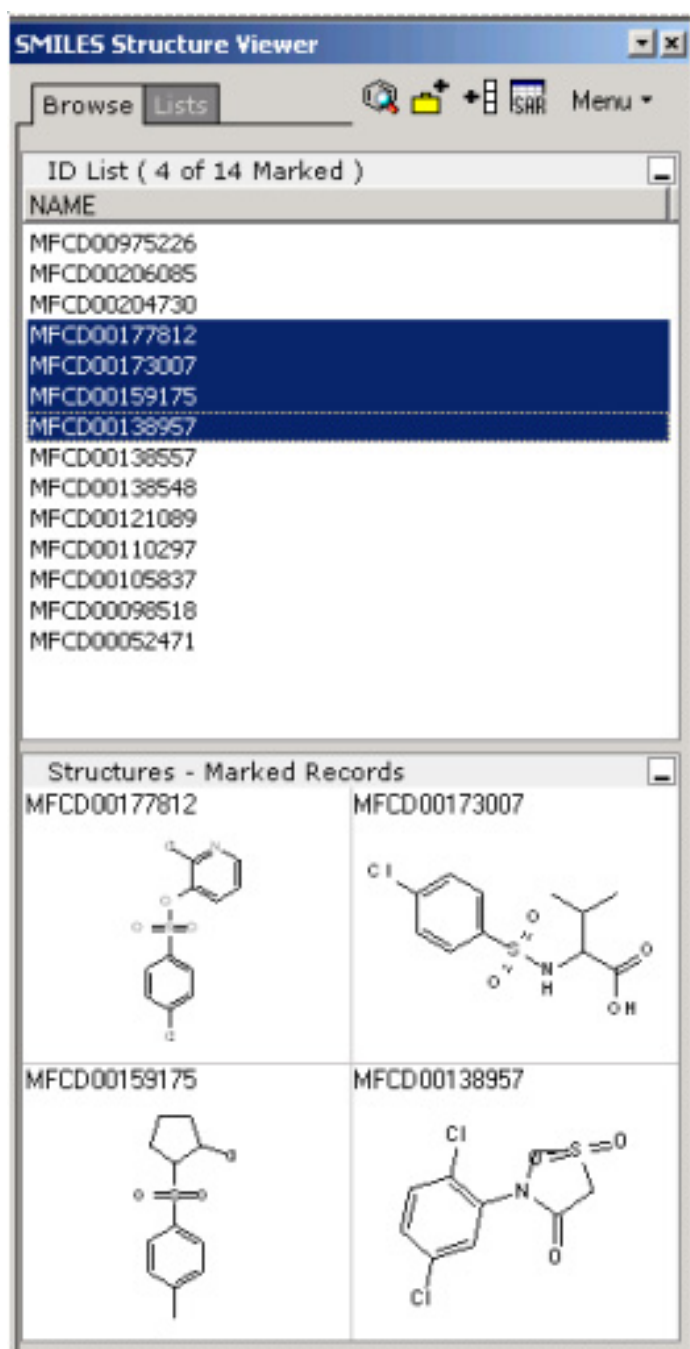 SMILES Structure Viewer
Browse Lists SAR Menu
ID List ( 4 of 14 Marked )
NAME
MFCD00975226
MFCD00206085
MFCD00204730
MFCD00177812
MFCD00173007
MFCD00159175
MFCD00138957
MFCD00138557
MFCD00138548
MFCD00121089
MFCD00110297
MFCD00105837
MFCD00098518
MFCD00052471
Structures - Marked Records
MFCD00177812 MFCD00173007
Cl O
S N O
O H
OH
MFCD00159175 MFCD00138957
Cl
O S O
N
O
Cl